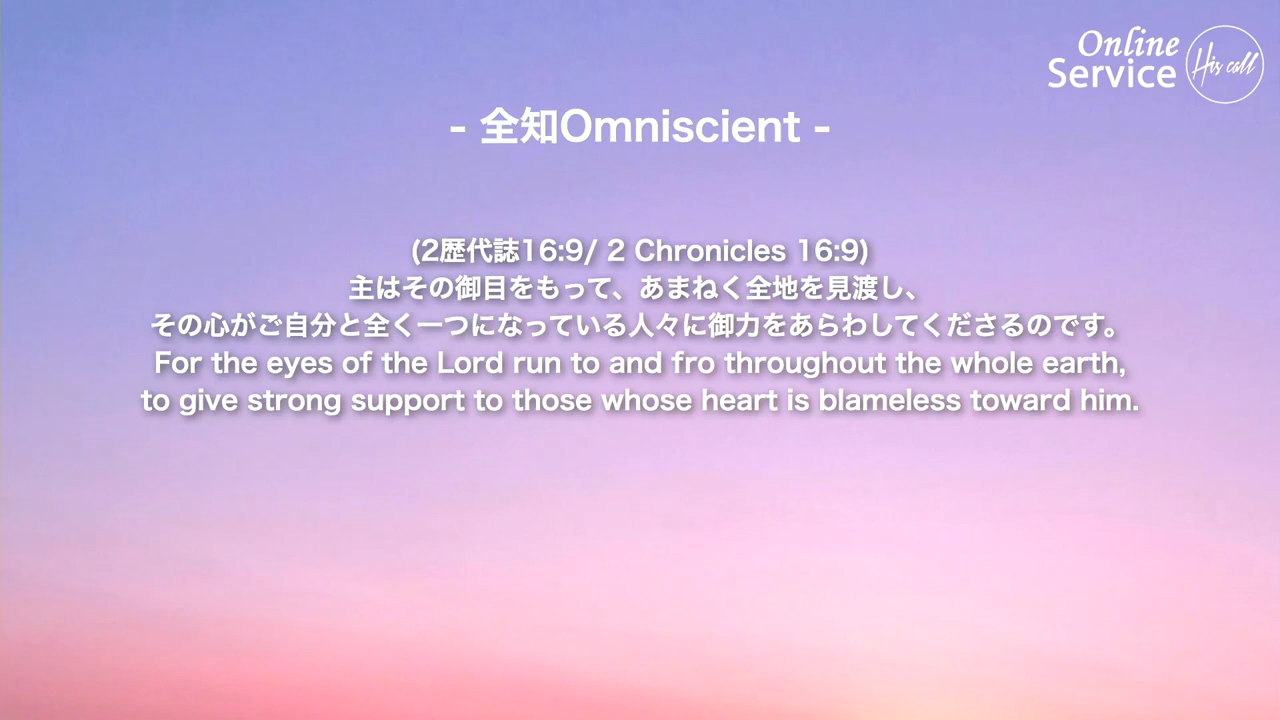 Online
Service
His call
- 全知Omniscient -
(2歴代誌16:9/ 2 Chronicles 16:9)
主はその御目をもって、あまねく全地を見渡し、
その心がご自分と全く一つになっている人々に御力をあらわしてくださるのです。
For the eyes of the Lord run to and fro throughout the whole earth,
to give strong support to those whose heart is blameless toward him.